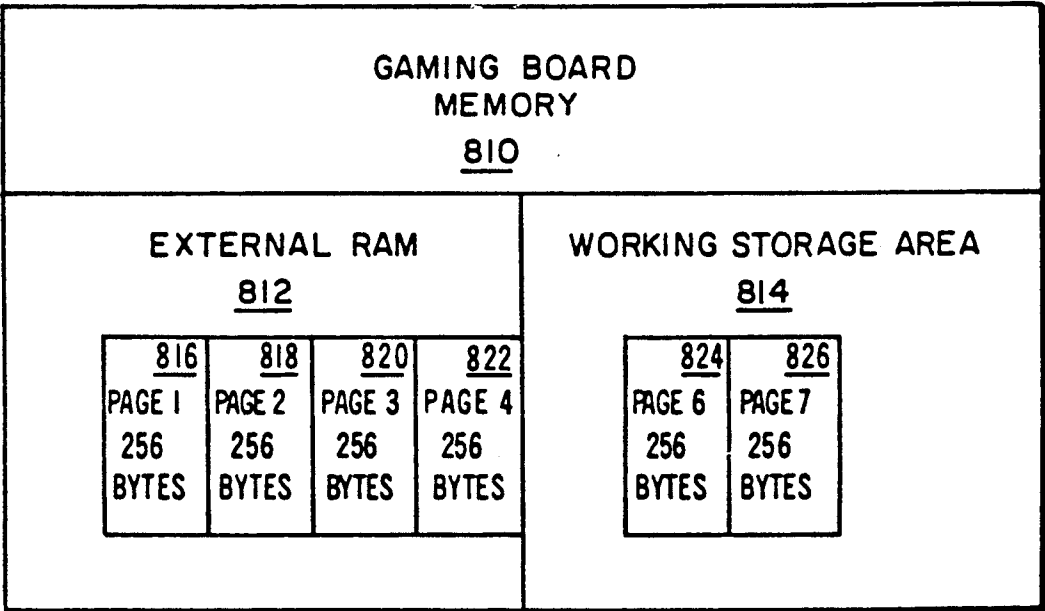 GAMING BOARD
MEMORY
810
EXTERNAL RAM
812
816
PAGE 1
256
BYTES
818
PAGE 2
256
BYTES
820
PAGE 3
256
BYTES
822
PAGE 4
256
BYTES
WORKING STORAGE AREA
814
824
PAGE 6
256
BYTES
826
PAGE 7
256
BYTES